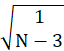 √(1/(N − 3))